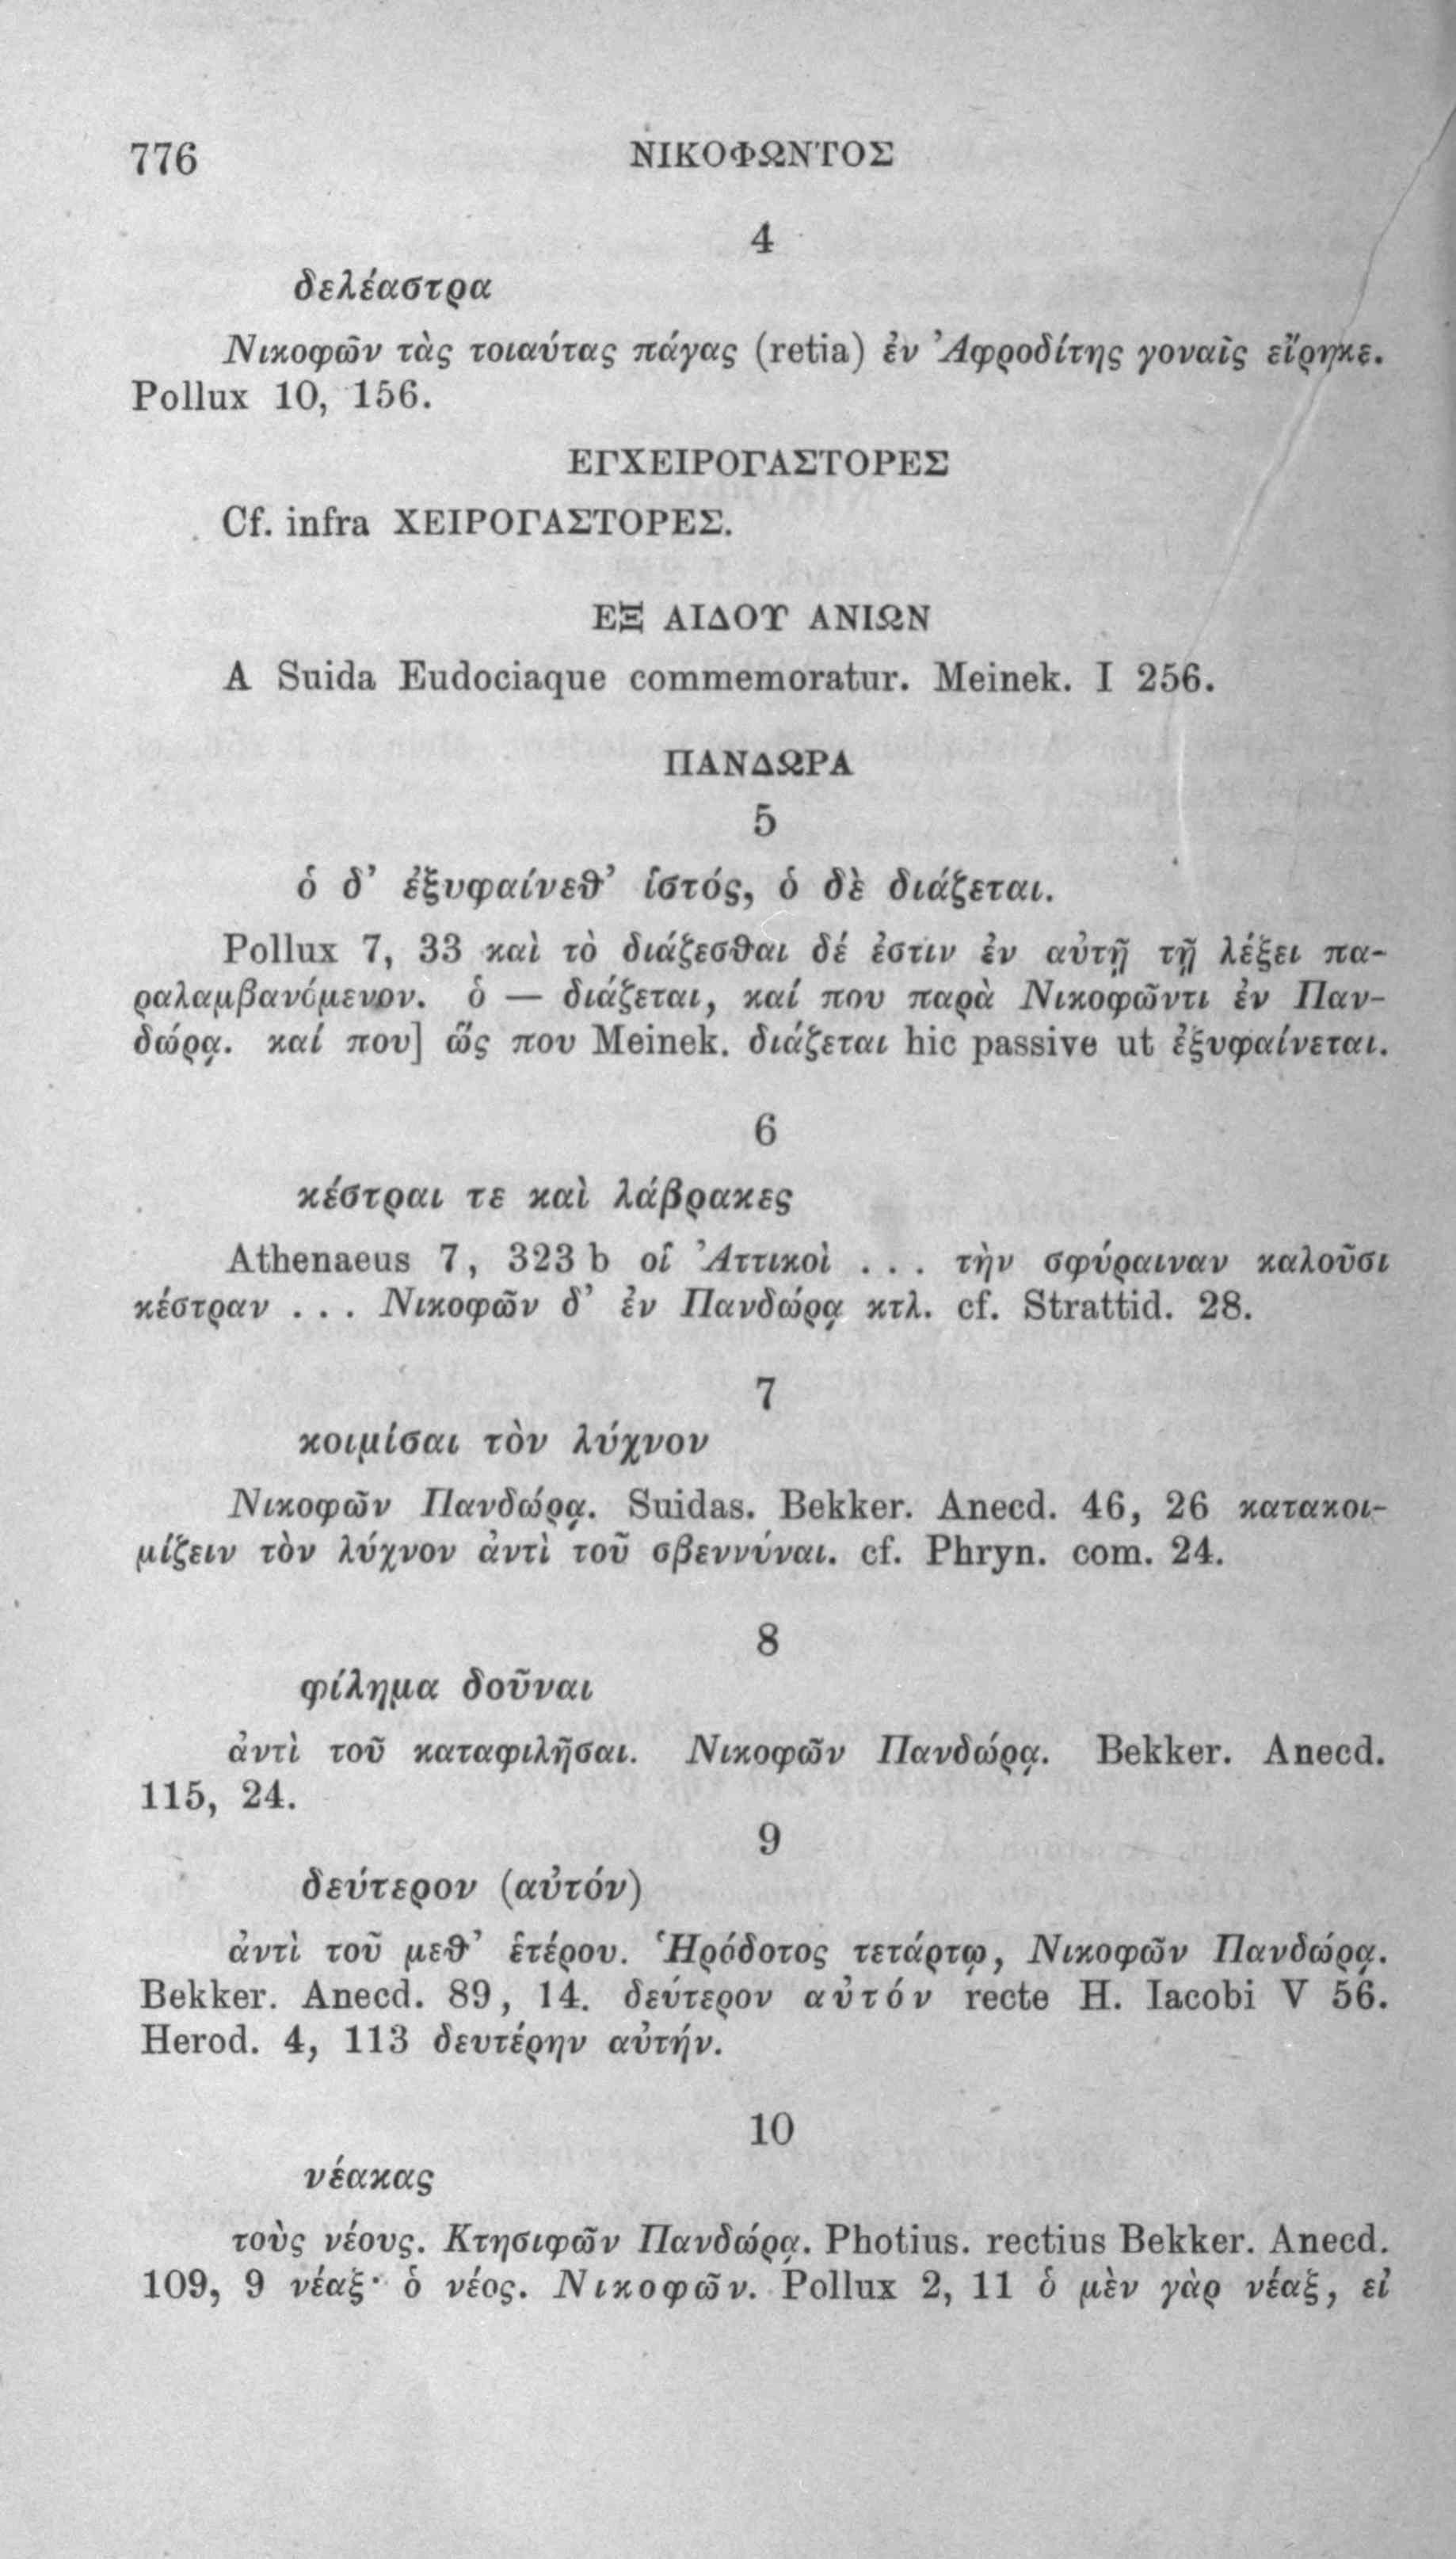 776 ΝΙΚΟΦΩΝΤΟΣ
4
δελέαστρα
Νικοφῶν τὰς τοιαύτας πάγας (retia) ἐν Ἀφροδίτης γοναῖς εἴρηκε.
Pollux 10, 156.
ΕΓΧΕΙΡΟΓΑΣΤΟΡΕΣ
Cf. infra ΧΕΙΡΟΓΑΣΤΟΡΕΣ.
ΕΞ ΑΙΔΟΥ ΑΝΙΩΝ
A Suida Eudociaque commemoratur. Meinek. I 256.
ΠΑΝΔΩΡΑ
5
ὁ δ’ ἐξυφαίνεθ’ ἱστός, ὁ δὲ διάζεται.
Pollux 7, 33 καὶ τὸ διάζεσθαι δέ ἐστιν ἐν αὐτῇ τῇ λέξει πα-
ραλαμβανόμενον. ὁ — διάζεται, καί που παρὰ Νικοφῶντι ἐν Παν-
δώρᾳ. καί που] ὥς που Meinek. διάζεται hic passive ut ἐξυφαίνεται.
6
κέστραι τε καὶ λάβρακες
Athenaeus 7, 323 b οἱ Ἀττικοὶ . . . τὴν σφύραιναν καλοῦσι
κέστραν . . . Νικοφῶν δ’ ἐν Πανδώρᾳ κτλ. cf. Strattid. 28.
7
κοιμίσαι τὸν λύχνον
Νικοφῶν Πανδώρᾳ. Suidas. Bekker. Anecd. 46, 26 κατακοι-
μίζειν τὸν λύχνον ἀντὶ τοῦ σβεννύναι. cf. Phryn. com. 24.
8
φίλημα δοῦναι
ἀντὶ τοῦ καταφιλῆσαι. Νικοφῶν Πανδώρᾳ. Bekker. Anecd.
115, 24.
9
δεύτερον (αὐτόν)
ἀντὶ τοῦ μεθ’ ἑτέρου. Ἡρόδοτος τετάρτῳ, Νικοφῶν Πανδώρᾳ.
Bekker. Anecd. 89, 14. δεύτερον αὐτόν recte H. Iacobi V 56.
Herod. 4, 113 δευτέρην αὐτήν.
10
νέακας
τοὺς νέους. Κτησιφῶν Πανδώρᾳ. Photius. rectius Bekker. Anecd.
109, 9 νέαξ· ὁ νέος. Νικοφῶν. Pollux 2, 11 ὁ μὲν γὰρ νέαξ, εἰ